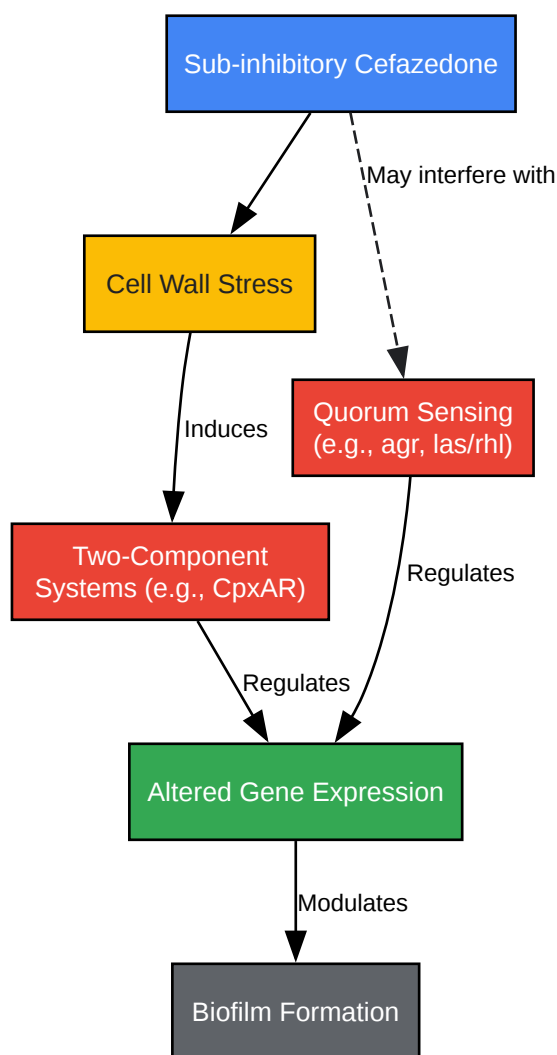 Sub-inhibitory Cefazedone
May interfere with
Cell Wall Stress
Induces
Quorum Sensing
(e.g., agr, las/rhl)
Two-Component
Systems (e.g., CpxAR)
Regulates
Regulates
Altered Gene Expression
Modulates
Biofilm Formation